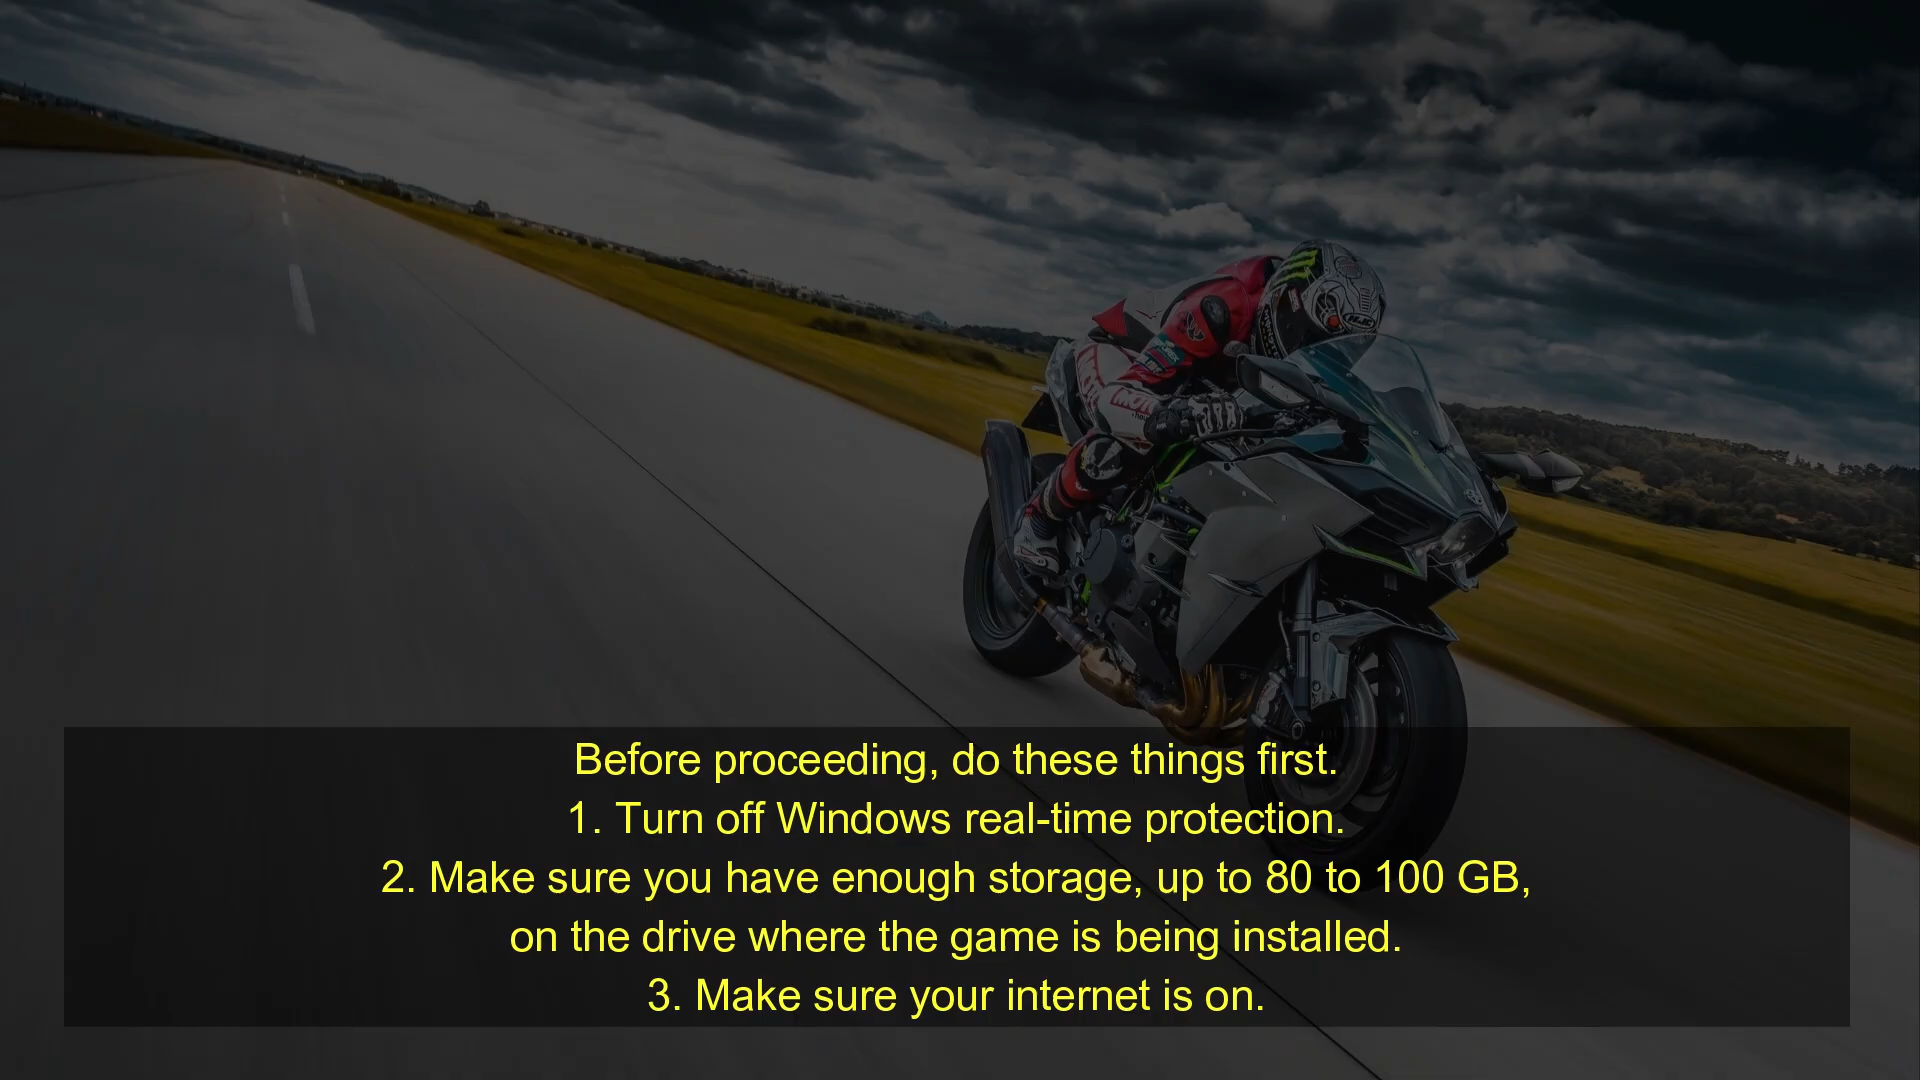 HJC
Before proceeding, do these things first.
1. Turn off Windows real-time protection.
2. Make sure you have enough storage, up to 80 to 100 GB,
on the drive where the game is being installed.
3. Make sure your internet is on.